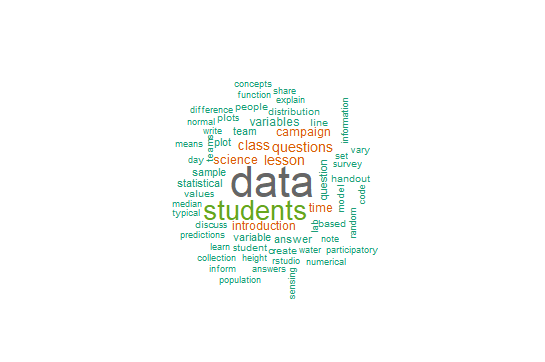 concepts
function share
explain
difference people
plots distribution
normal variables line
write team campaign
information
means plot class questions
teams
vary
day science lesson set
survey
sample
question
handout
statistical data
model
code
values
median students time
typical
random
discuss introduction lab based
predictions variable answer note
learn student create water participatory
collection height rstudio numerical
inform answers
population
sensing